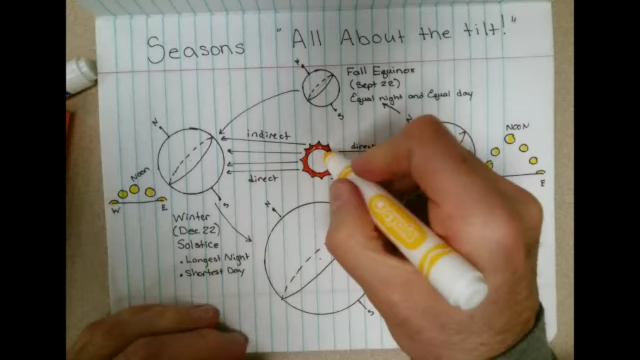 Seasons "All About the tilt!"
N
Fall Equinox
(Sept 22)
Equal night and Equal day
S
N
indirect
direct
direct
S
Noon
W E
Noon
E
N
N
Winter
(Dec. 22)
Solstice
• Longest Night
• Shortest Day
S
Crayola